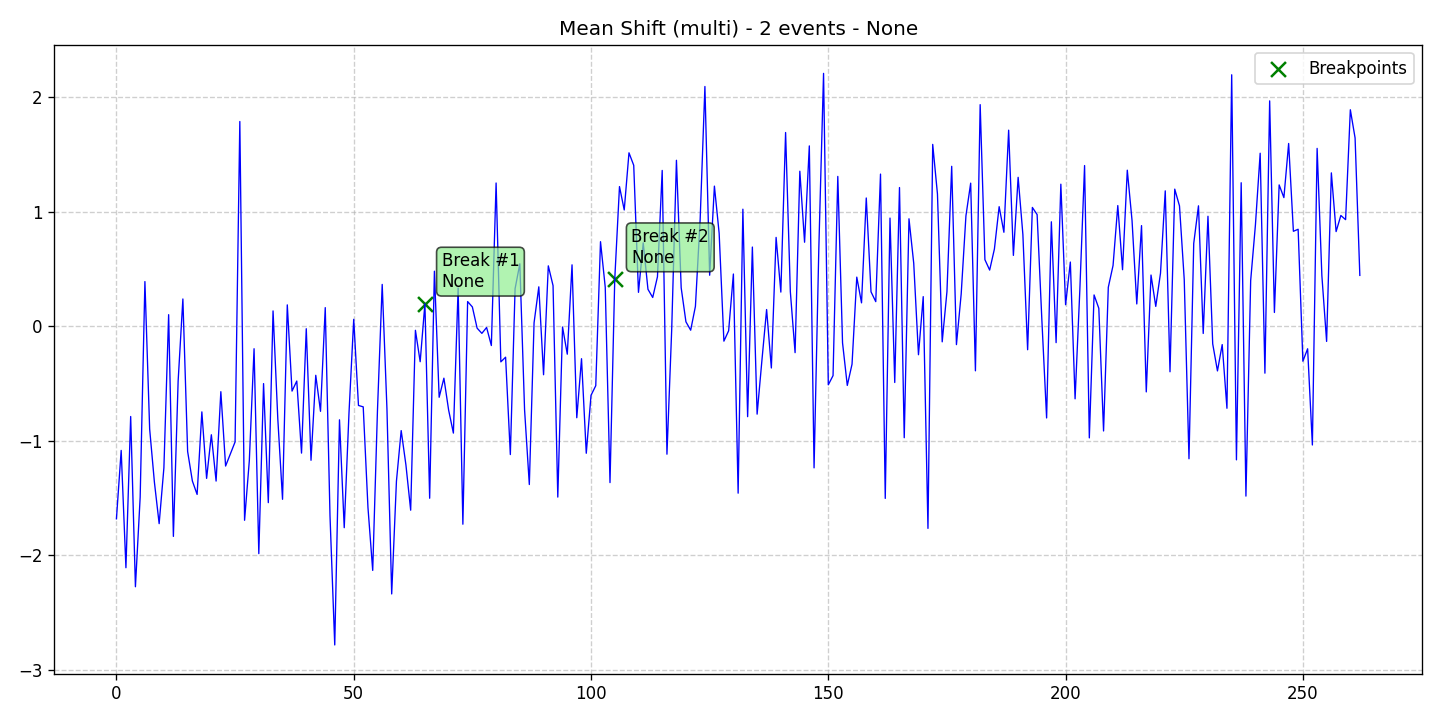 Mean Shift (multi) - 2 events - None
Breakpoints
Break #1
None
Break #2
None
2
1
0
−1
−2
−3
0
50
100
150
200
250